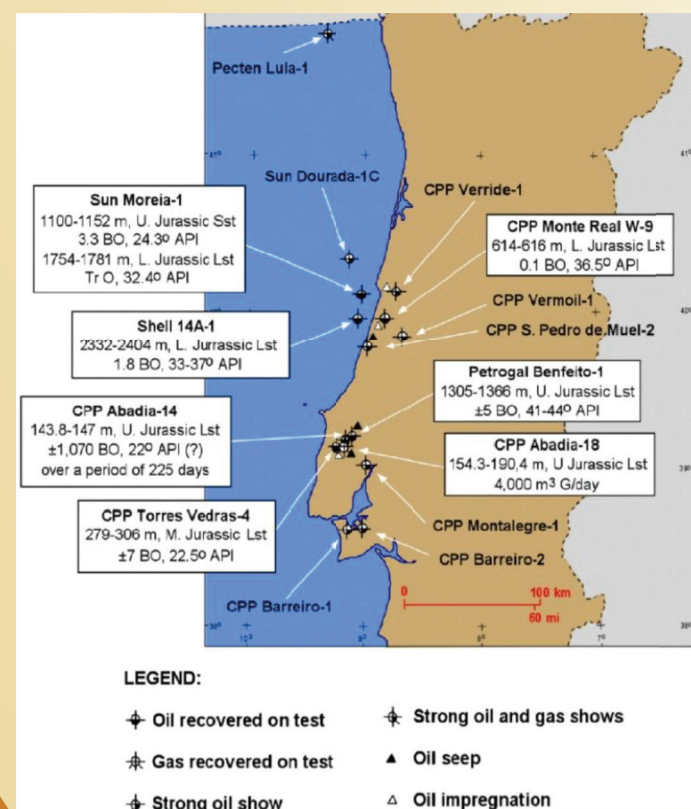 Pecten Lula-1
41⁰
Sun Dourada-1C
CPP Verride-1
Sun Moreia-1
1100-1152 m, U. Jurassic Sst
3.3 BO, 24.3º API
1754-1781 m, L. Jurassic Lst
Tr O, 32.4º API
CPP Monte Real W-9
614-616 m, L. Jurassic Lst
0.1 BO, 36.5º API
40⁰
CPP Vermoil-1
Shell 14A-1
2332-2404 m, L. Jurassic Lst
1.8 BO, 33-37º API
CPP S. Pedro de Muel-2
Petrogal Benfeito-1
1305-1366 m, U. Jurassic Lst
±5 BO, 41-44º API
CPP Abadia-14
143.8-147 m, U. Jurassic Lst
±1,070 BO, 22º API (?)
over a period of 225 days
CPP Abadia-18
154.3-190,4 m, U Jurassic Lst
4,000 m³ G/day
CPP Torres Vedras-4
279-306 m, M. Jurassic Lst
±7 BO, 22.5º API
CPP Montalegre-1
CPP Barreiro-2
CPP Barreiro-1
0 100 km
60 mi
LEGEND:
Oil recovered on test
Strong oil and gas shows
Gas recovered on test
Oil seep
Strong oil show
Oil impregnation